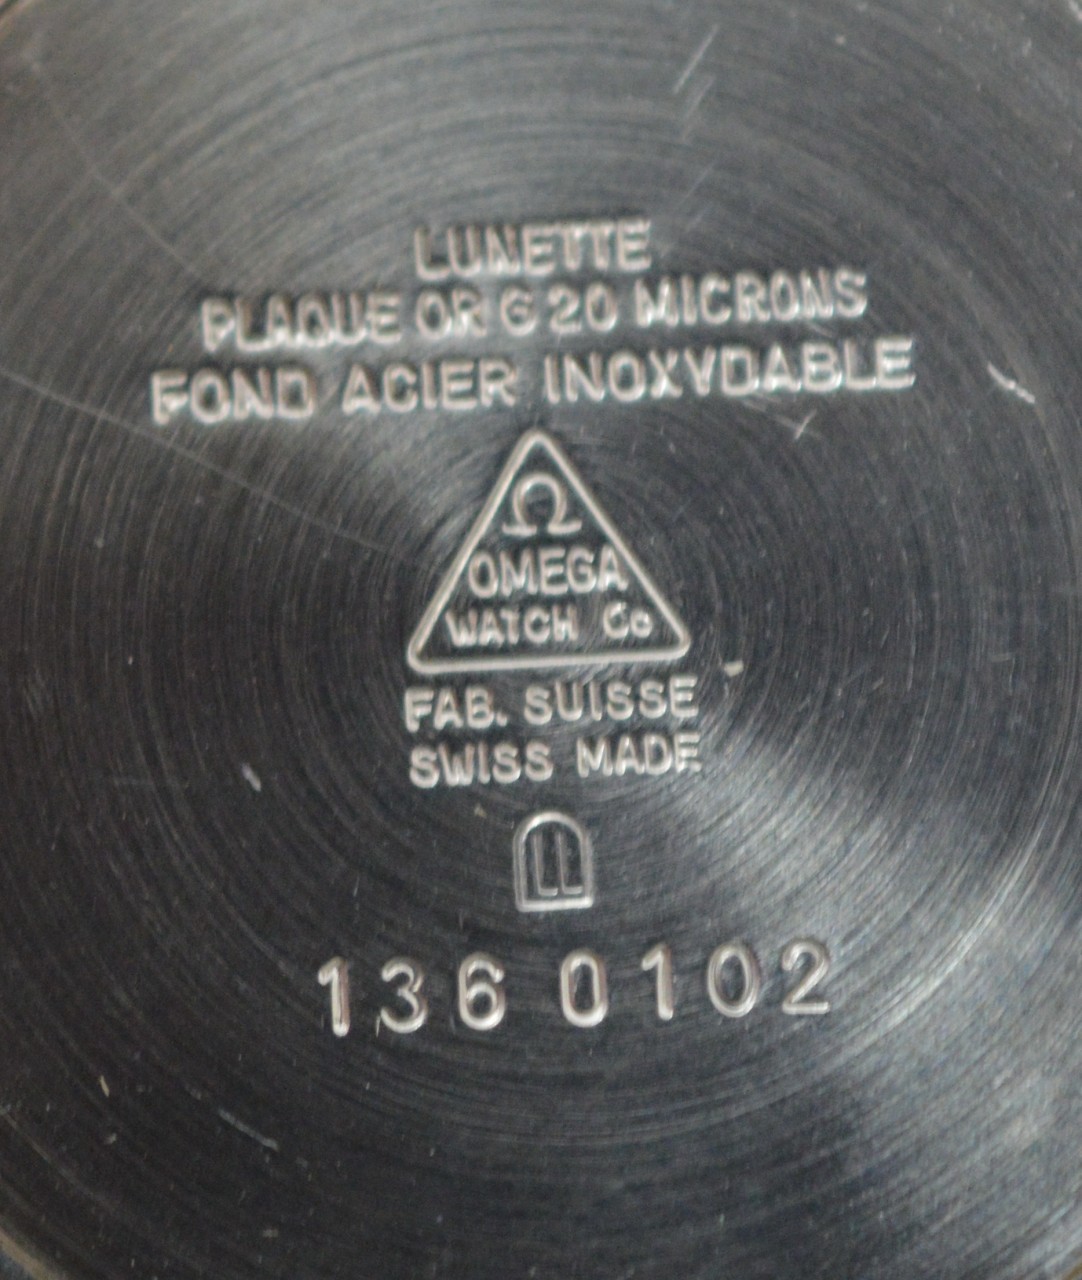 LUNETTE
PLAQUE OR G 20 MICRONS
FOND ACIER INOXYDABLE
Ω
OMEGA
WATCH Co
FAB. SUISSE
SWISS MADE
136 0102